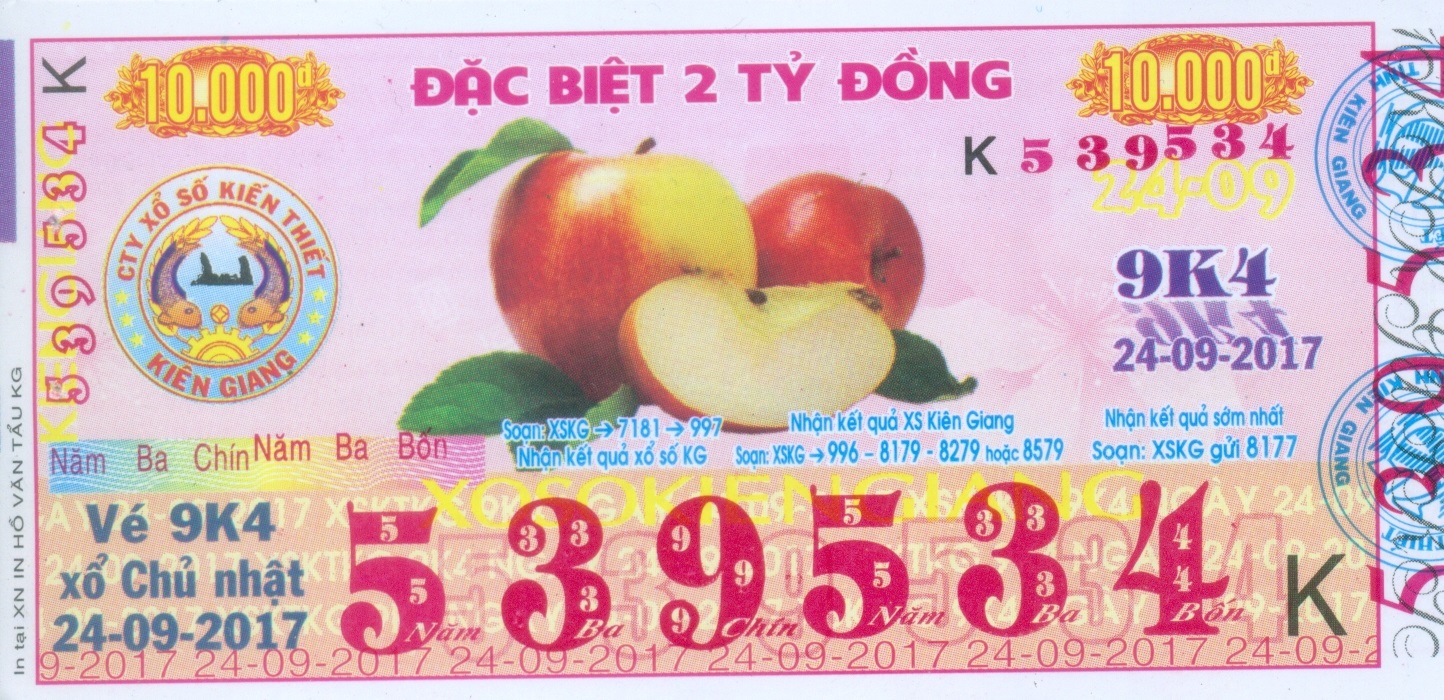 10.000đ
ĐẶC BIỆT 2 TỶ ĐỒNG
10.000đ
K 539534
24-09
K 539534
CTY XỔ SỐ KIẾN THIẾT
KIÊN GIANG
9K4
9K4
24-09-2017
Soạn: XSKG → 7181 → 997
Nhận kết quả xổ số KG
Nhận kết quả XS Kiên Giang
Soạn: XSKG → 996 – 8179 - 8279 hoặc 8579
Nhận kết quả sớm nhất
Soạn: XSKG gửi 8177
Năm Ba Chín Năm Ba Bốn
XOSOKIENGIANG
Vé 9K4
xổ Chủ nhật
24-09-2017
539534 K
Năm Ba Chín Năm Ba Bốn
9-2017 24-09-2017 24-09-2017 24-09-2017 24-09-2017 24-09-2
In tại XN IN HỒ VĂN TẨU KG
KIÊN GIANG